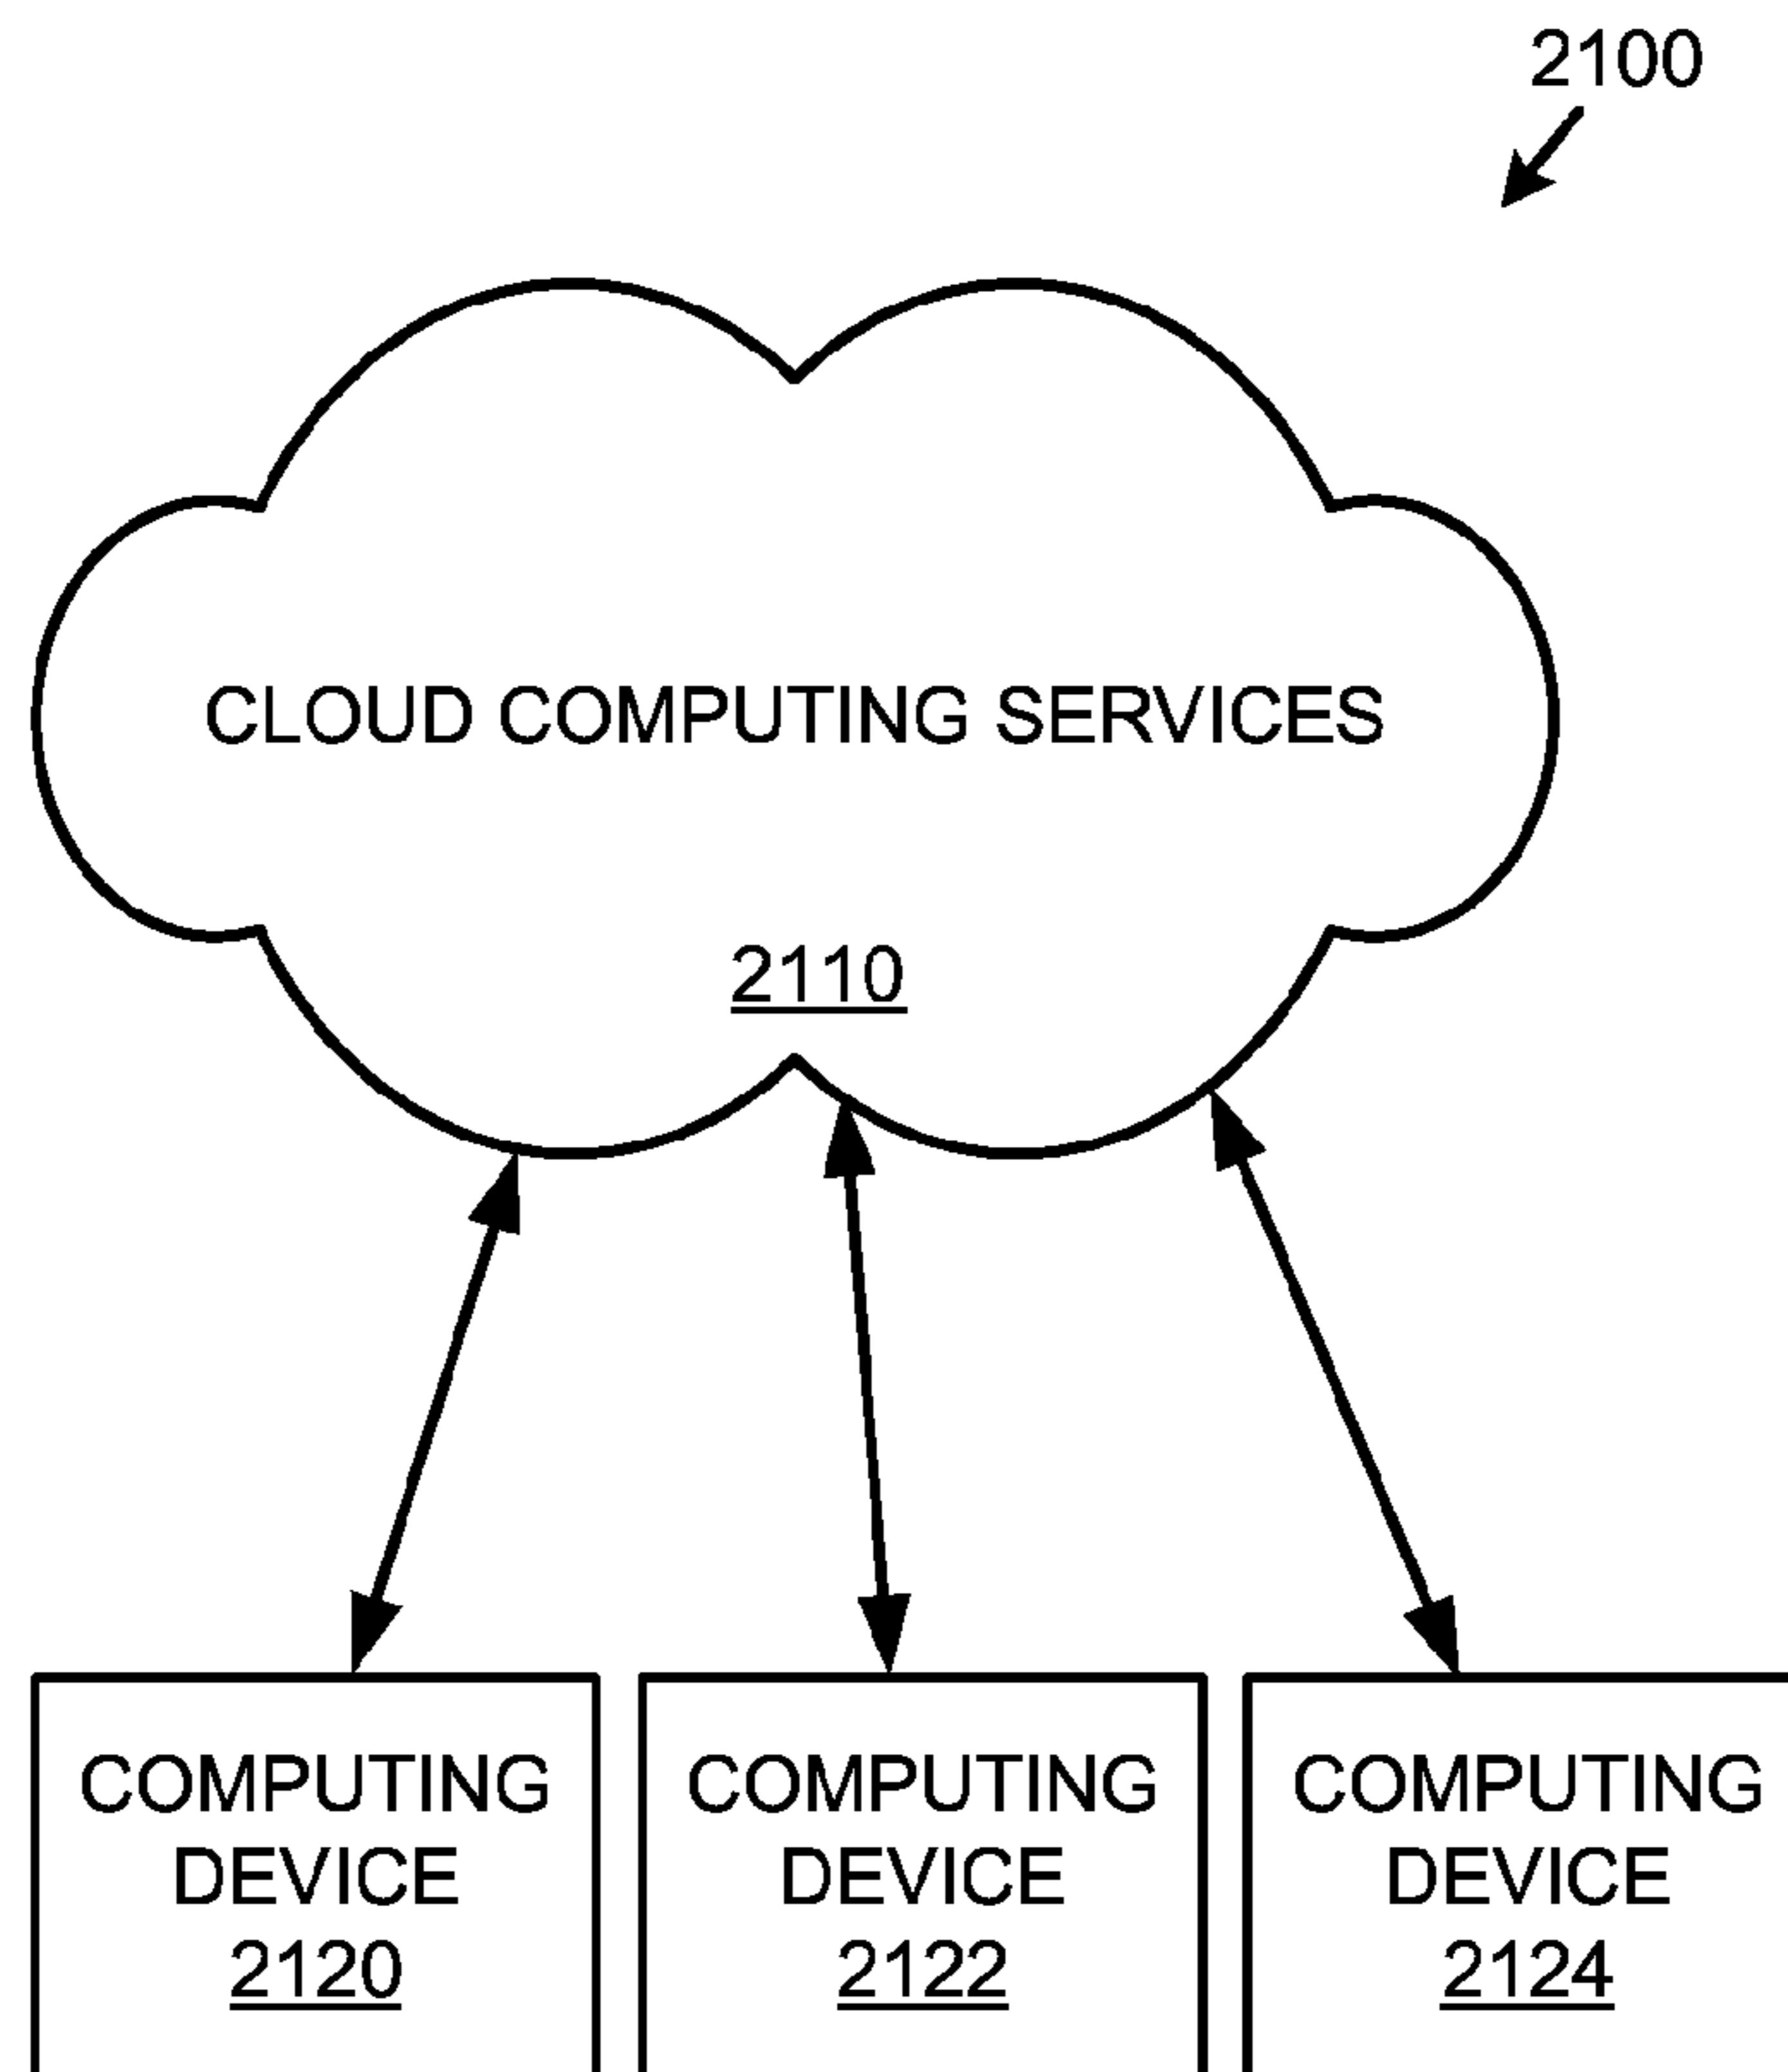 2100
CLOUD COMPUTING SERVICES
2110
COMPUTING
DEVICE
2120
COMPUTING
DEVICE
2122
COMPUTING
DEVICE
2124